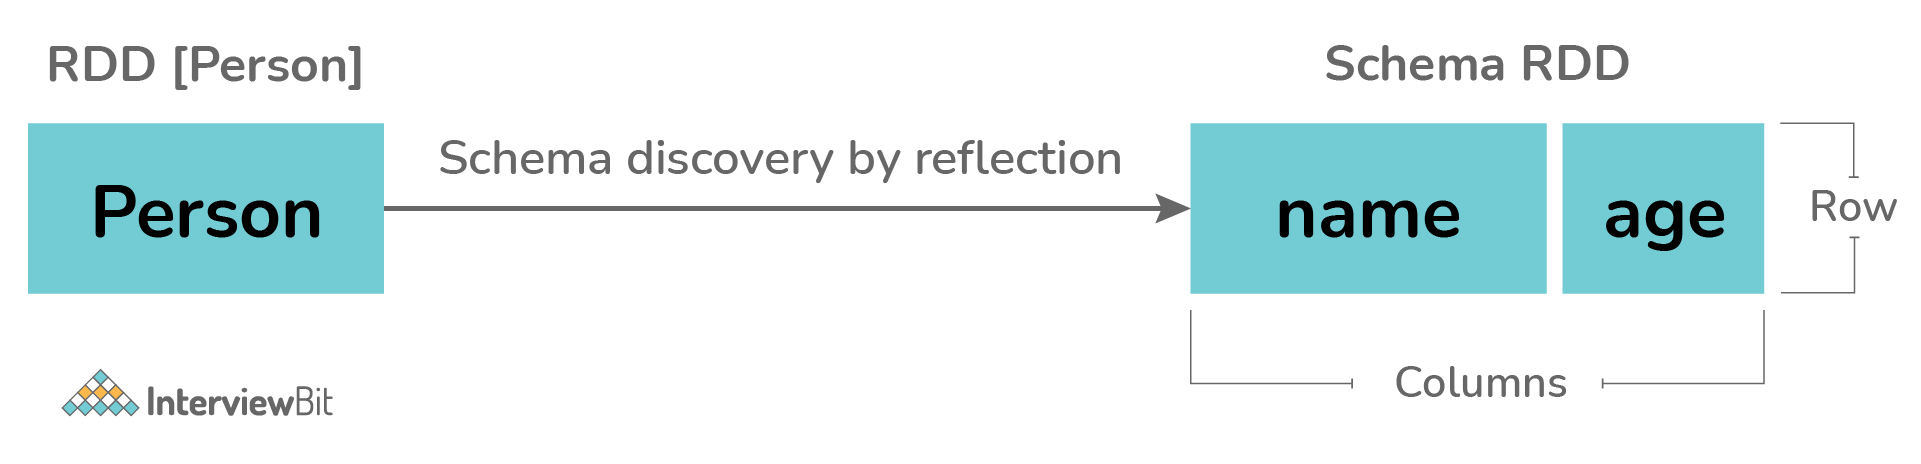 RDD [Person]
Schema RDD
Person
Schema discovery by reflection
name
age
Row
Columns
InterviewBit